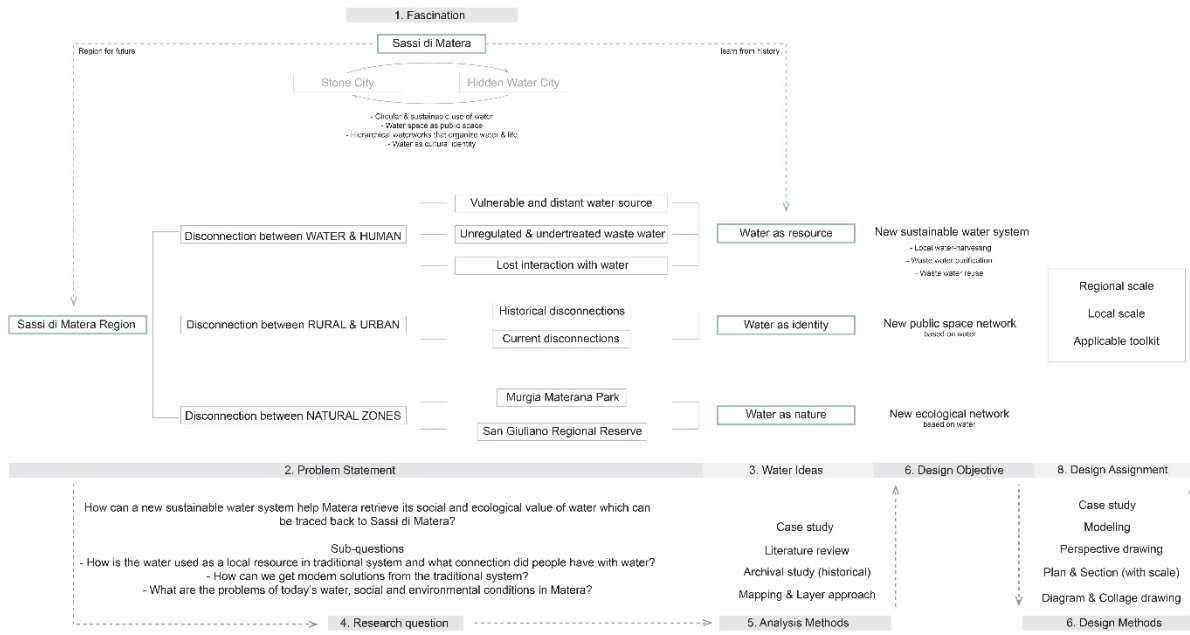 1. Fascination
Sassi di Matera
Region for future
learn from history
Stone City
Hidden Water City
- Circular & sustainable use of water
- Water space as public space
- Hierarchical waterworks that organize water & life
- Water as cultural identity
Vulnerable and distant water source
Disconnection between WATER & HUMAN
Unregulated & undertreated waste water
Water as resource
New sustainable water system
- Local water-harvesting
- Waste water purification
- Waste water reuse
Lost interaction with water
Regional scale
Historical disconnections
Local scale
Sassi di Matera Region
Disconnection between RURAL & URBAN
Water as identity
New public space network
based on water
Current disconnections
Applicable toolkit
Murgia Materana Park
Disconnection between NATURAL ZONES
Water as nature
New ecological network
based on water
San Giuliano Regional Reserve
2. Problem Statement
3. Water Ideas
6. Design Objective
8. Design Assignment
How can a new sustainable water system help Matera retrieve its social and ecological value of water which can
be traced back to Sassi di Matera?
Sub-questions
- How is the water used as a local resource in traditional system and what connection did people have with water?
- How can we get modern solutions from the traditional system?
- What are the problems of today's water, social and environmental conditions in Matera?
Case study
Literature review
Archival study (historical)
Mapping & Layer approach
Case study
Modeling
Perspective drawing
Plan & Section (with scale)
Diagram & Collage drawing
4. Research question
5. Analysis Methods
6. Design Methods